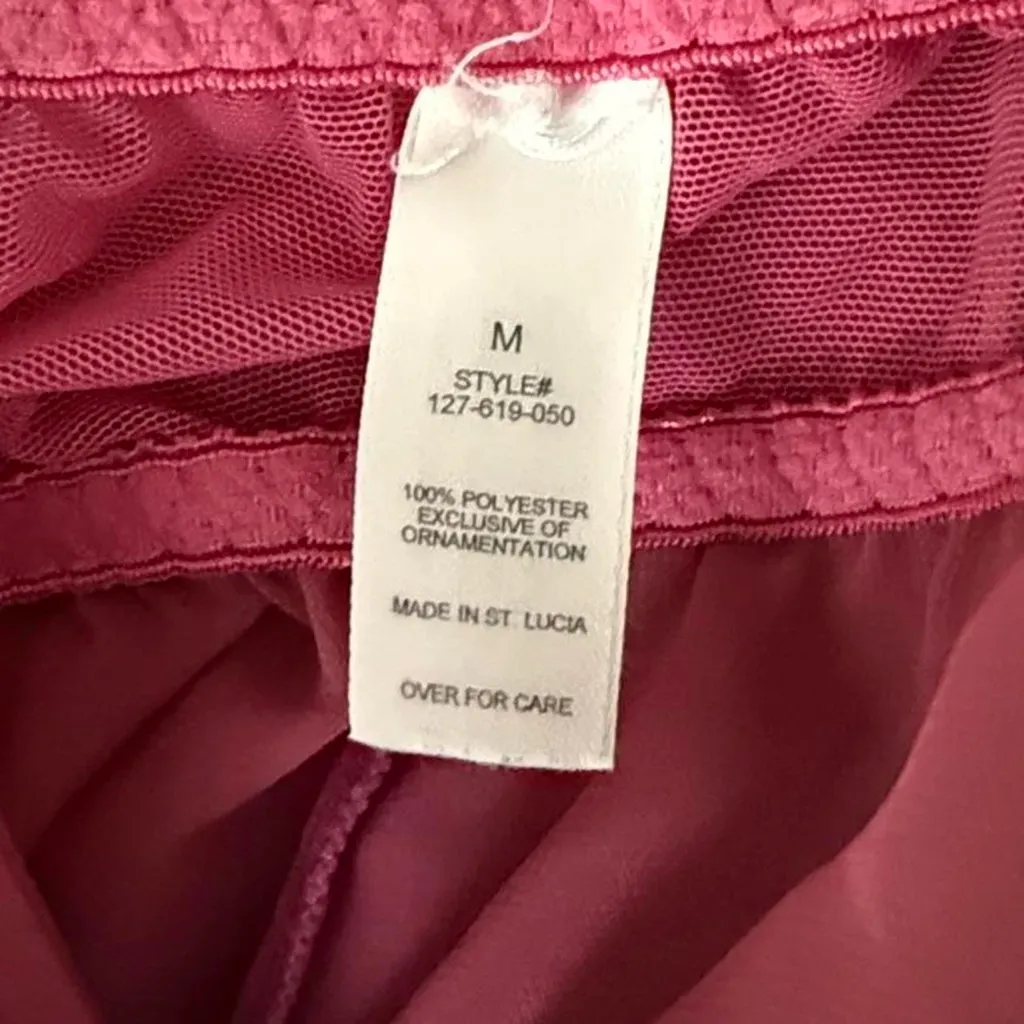 M
STYLE#
127-619-050
100% POLYESTER
EXCLUSIVE OF
ORNAMENTATION
MADE IN ST. LUCIA
OVER FOR CARE